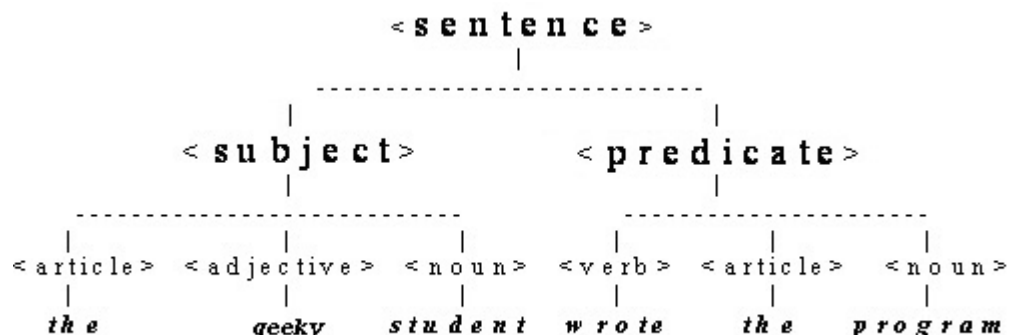 <sentence>
<subject> <predicate>
<article> <adjective> <noun> <verb> <article> <noun>
the geeky student wrote the program